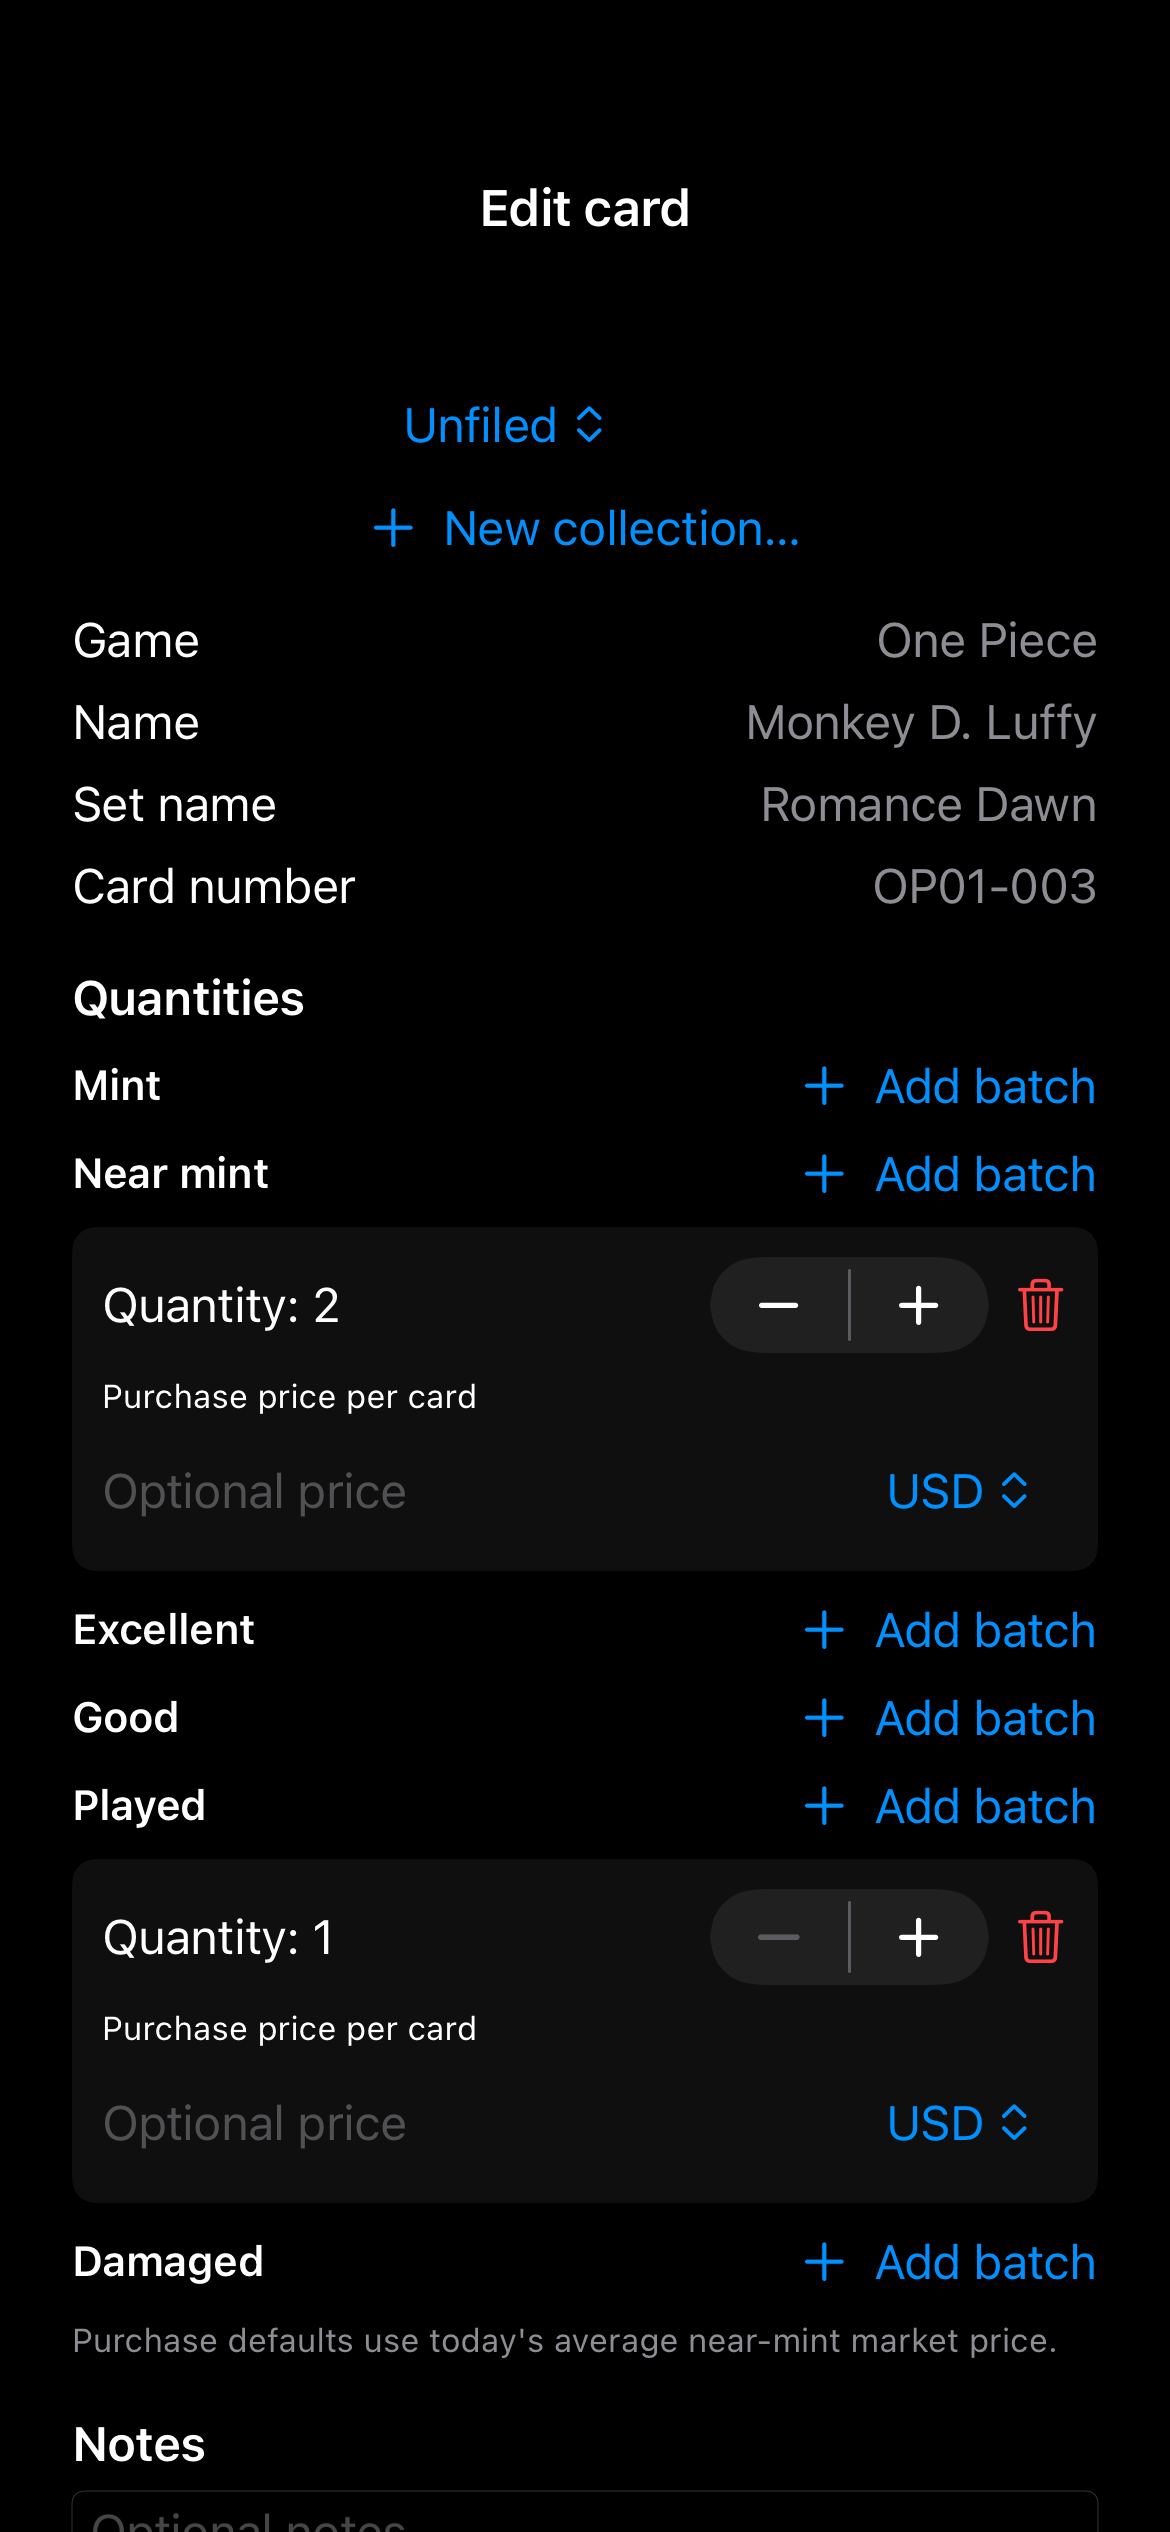 Edit card
Unfiled
New collection...
Game One Piece
Name Monkey D. Luffy
Set name Romance Dawn
Card number OP01-003
Quantities
Mint + Add batch
Near mint + Add batch
Quantity: 2 − +
Purchase price per card
Optional price USD
Excellent + Add batch
Good + Add batch
Played + Add batch
Quantity: 1 − +
Purchase price per card
Optional price USD
Damaged + Add batch
Purchase defaults use today's average near-mint market price.
Notes
Optional notes